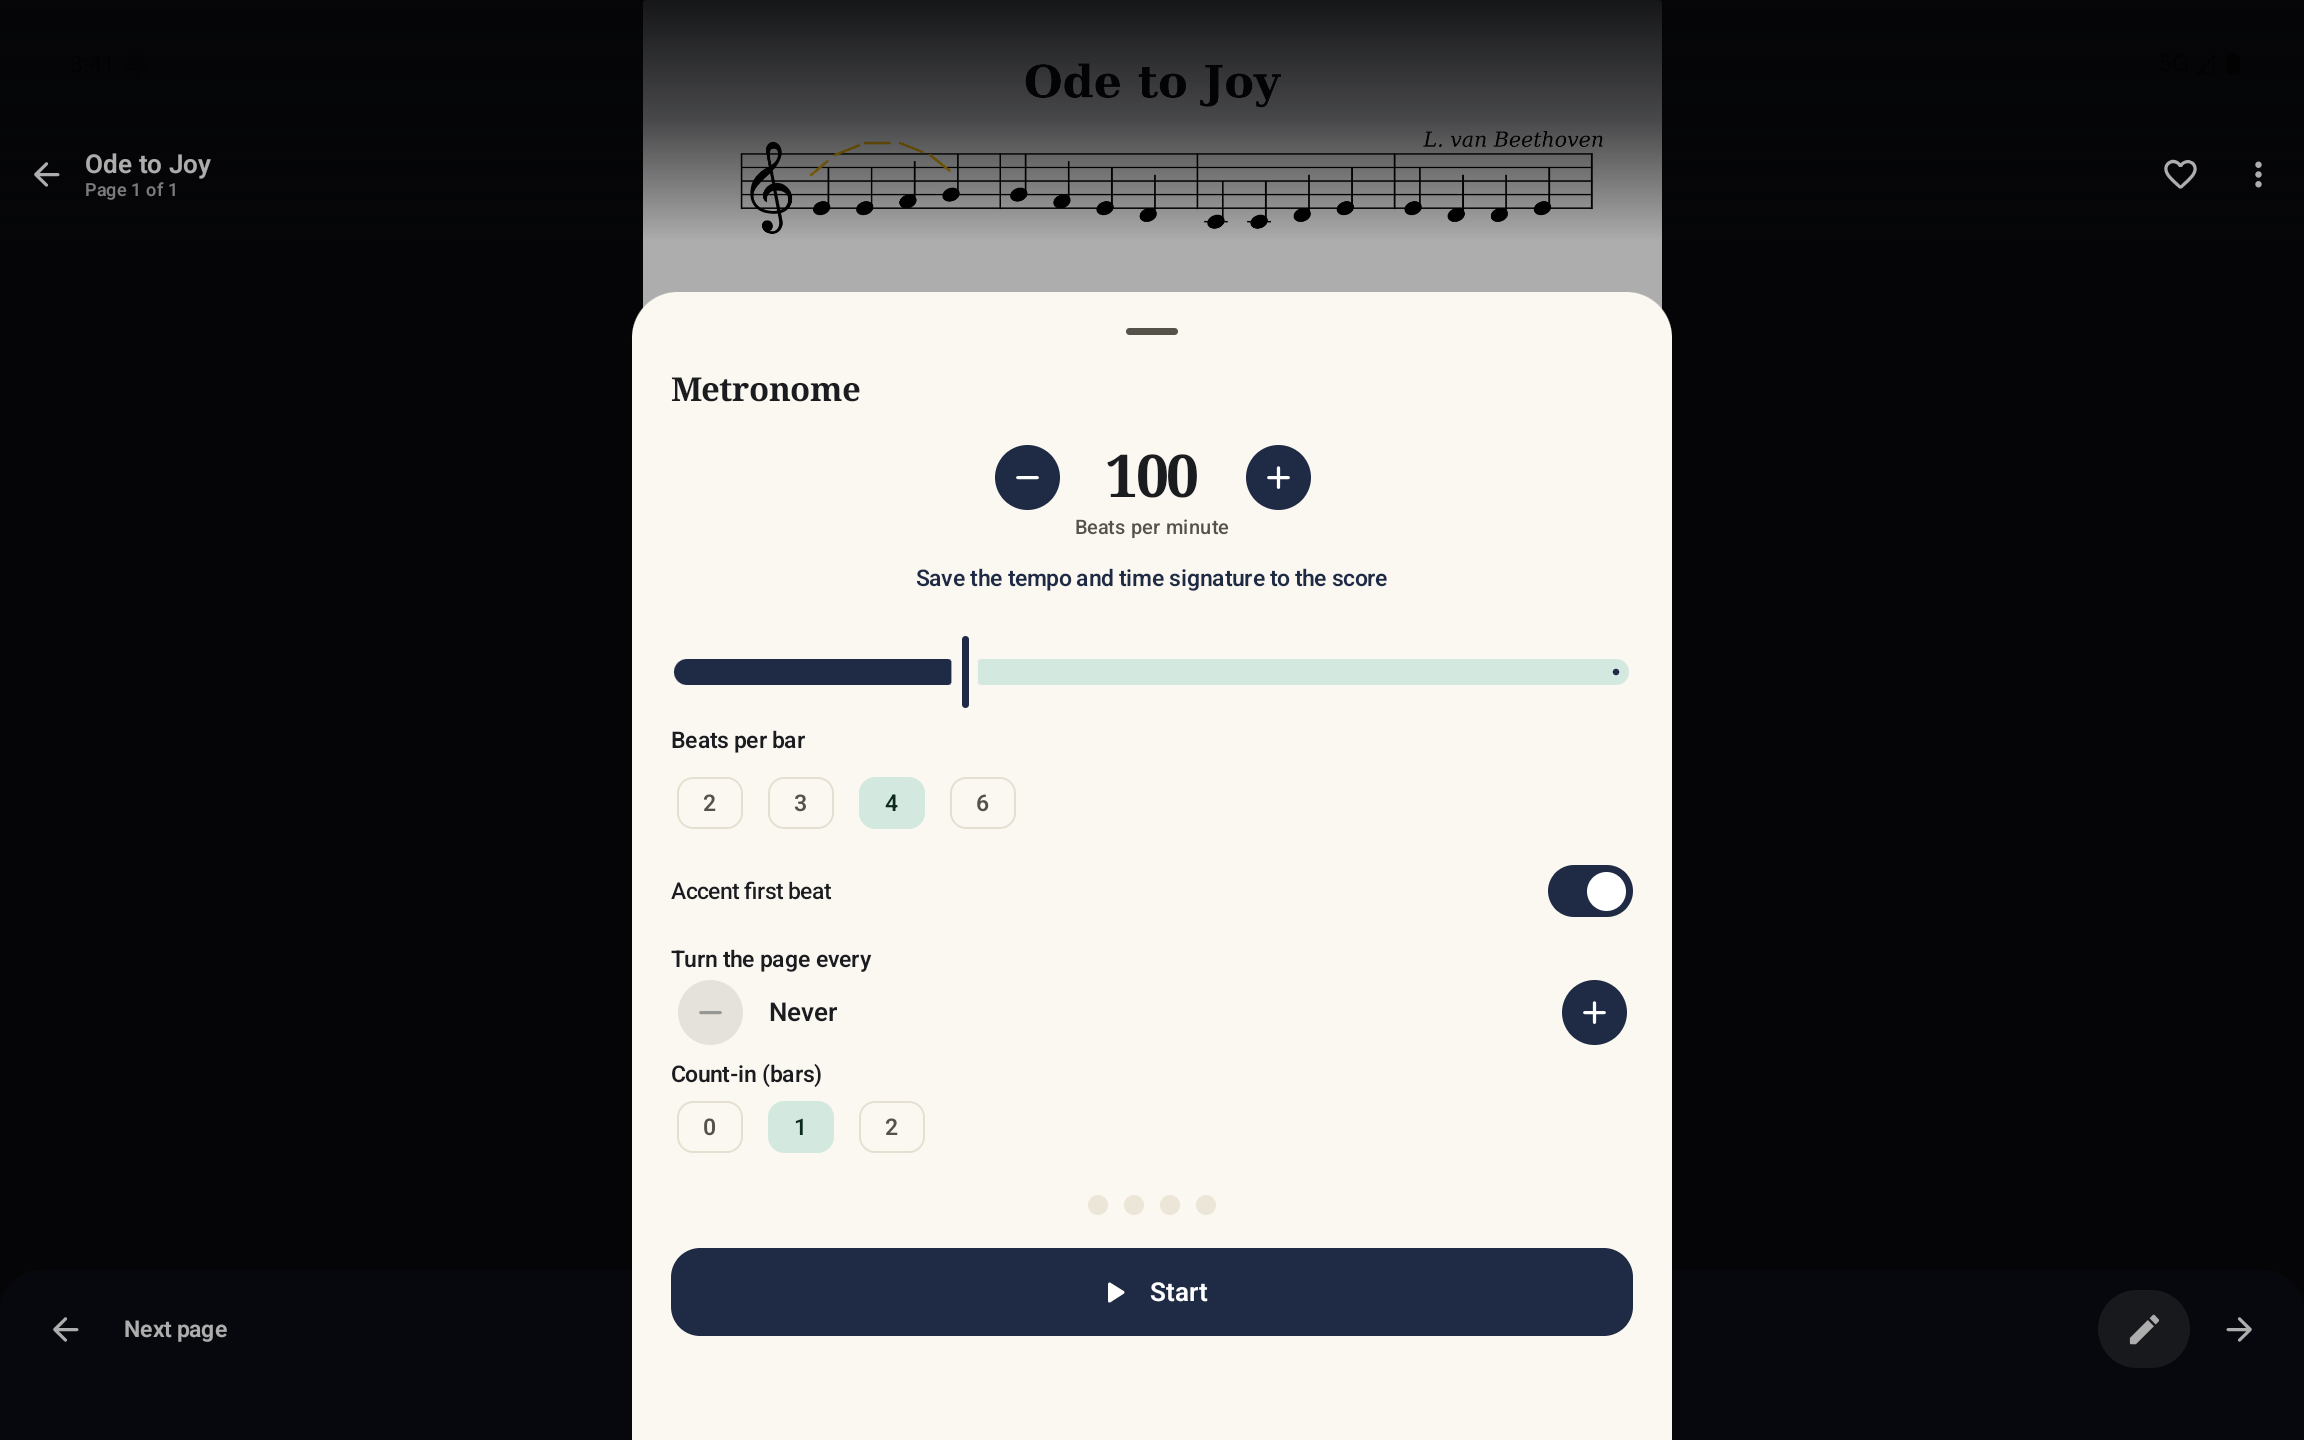 Ode to Joy
L. van Beethoven
Ode to Joy
Page 1 of 1
Metronome
100
Beats per minute
Save the tempo and time signature to the score
Beats per bar
2 3 4 6
Accent first beat
Turn the page every
Never
Count-in (bars)
0 1 2
Start
Next page